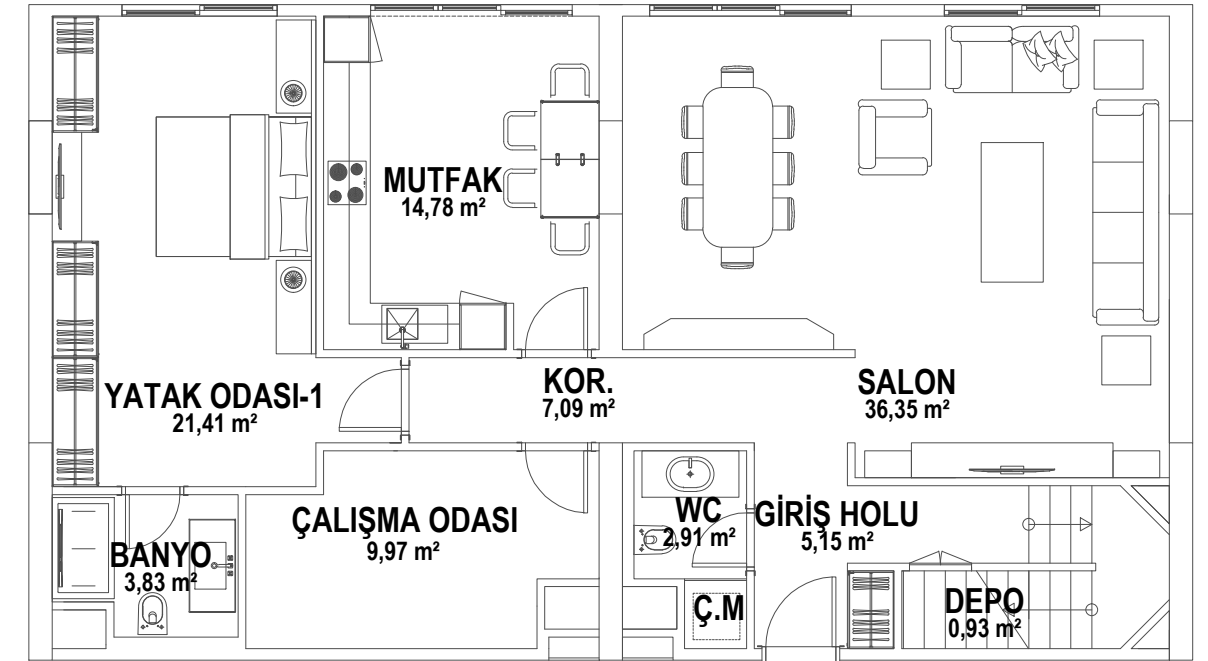 MUTFAK
14,78 m²
YATAK ODASI-1
21,41 m²
KOR.
7,09 m²
SALON
36,35 m²
ÇALIŞMA ODASI
9,97 m²
WC
2,91 m²
GİRİŞ HOLU
5,15 m²
BANYO
3,83 m²
Ç.M
DEPO
0,93 m²